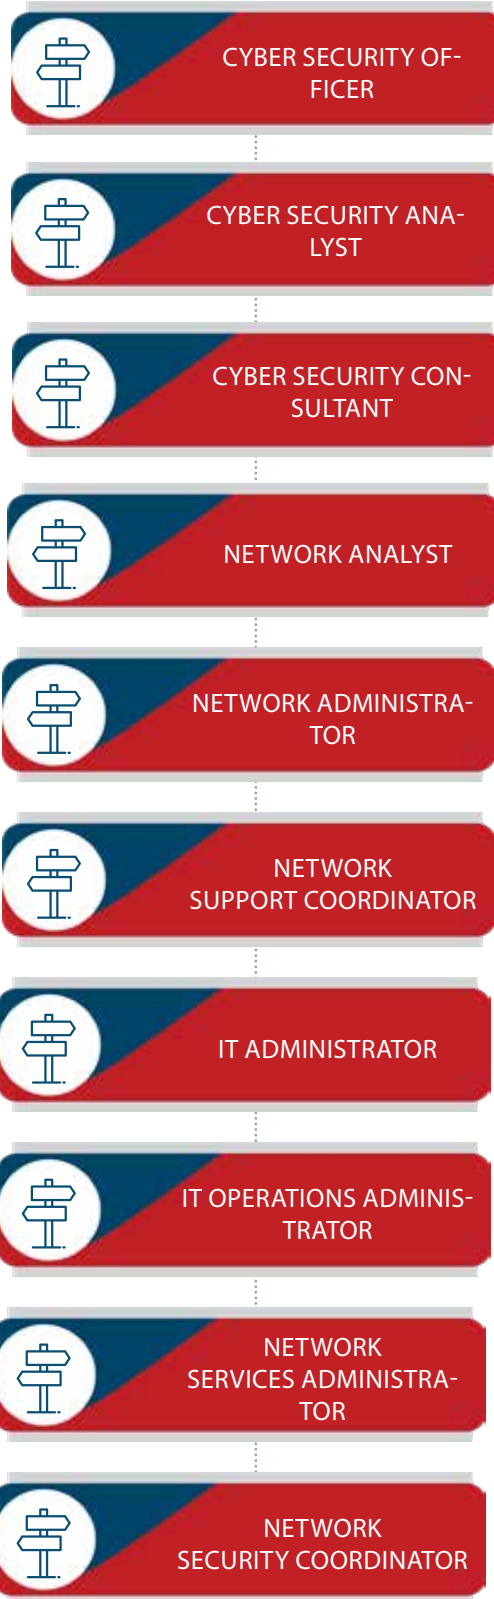 CYBER SECURITY OF-
FICER
CYBER SECURITY ANA-
LYST
CYBER SECURITY CON-
SULTANT
NETWORK ANALYST
NETWORK ADMINISTRA-
TOR
NETWORK
SUPPORT COORDINATOR
IT ADMINISTRATOR
IT OPERATIONS ADMINIS-
TRATOR
NETWORK
SERVICES ADMINISTRA-
TOR
NETWORK
SECURITY COORDINATOR